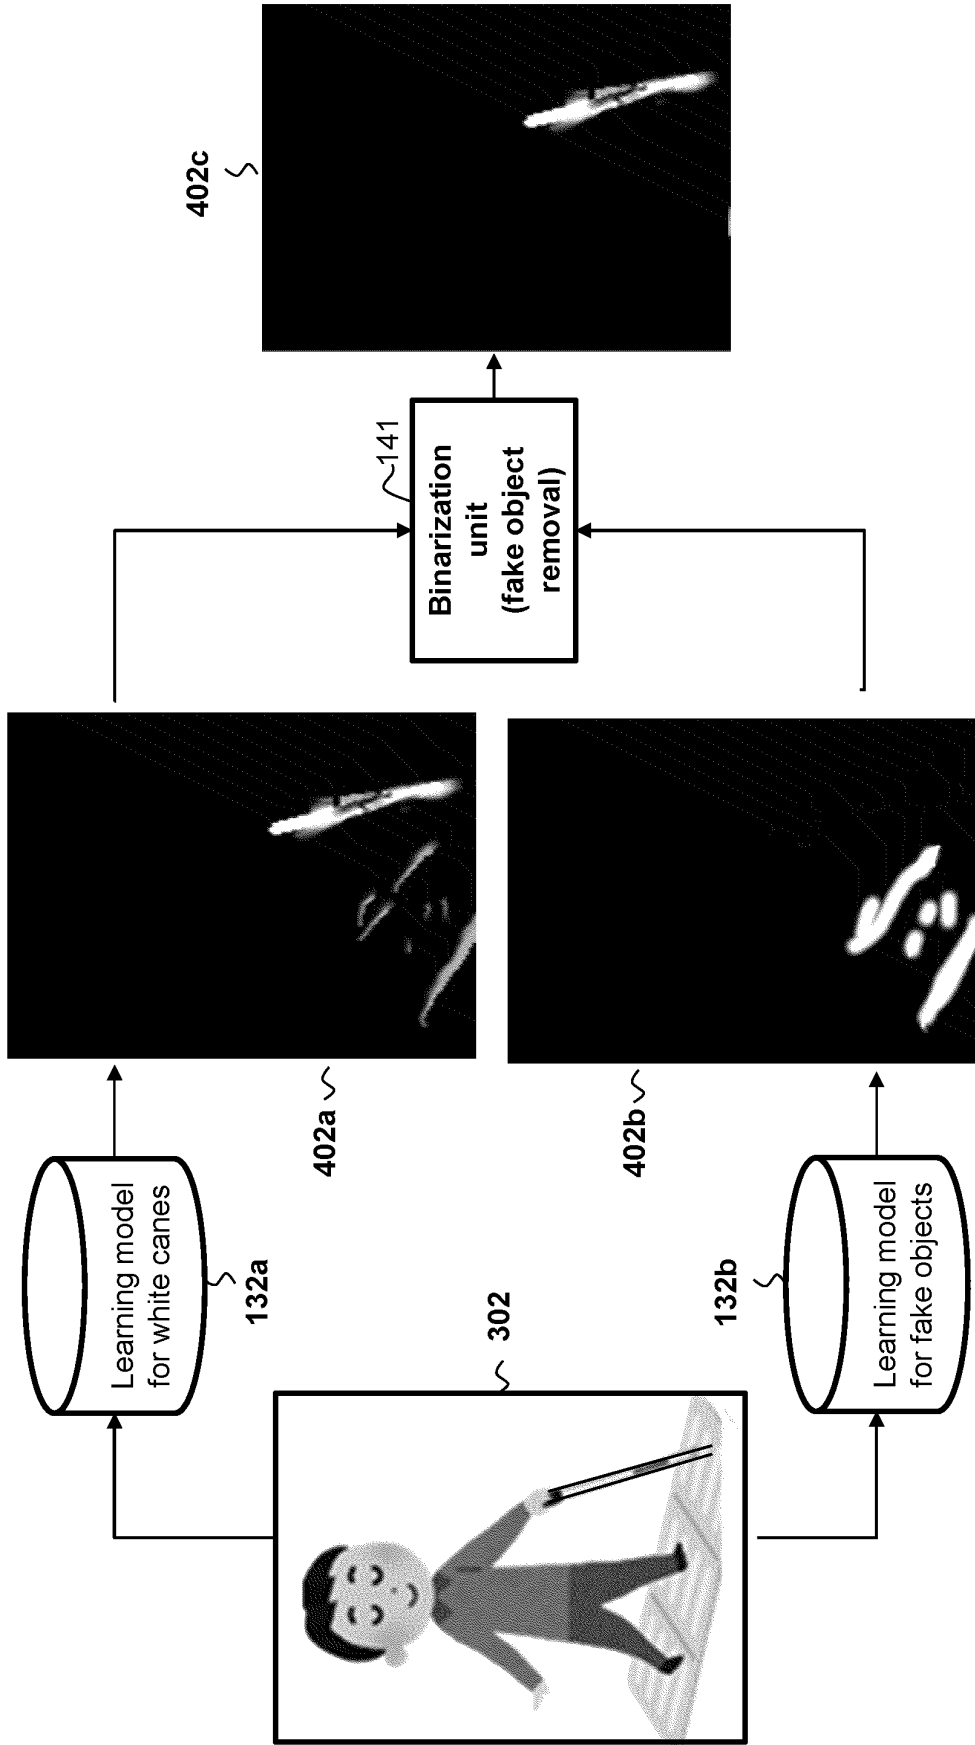 302
Learning model
for white canes
132a
Learning model
for fake objects
132b
402a
402b
Binarization
unit
(fake object
removal)
141
402c